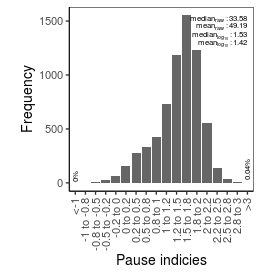 median_raw : 33.58
mean_raw : 49.19
median_log10 : 1.53
mean_log10 : 1.42
1500
1000
500
0
Frequency
0%
0.04%
<-1
-1 to -0.8
-0.8 to -0.5
-0.5 to -0.2
-0.2 to 0
0 to 0.2
0.2 to 0.5
0.5 to 0.8
0.8 to 1
1 to 1.2
1.2 to 1.5
1.5 to 1.8
1.8 to 2
2 to 2.2
2.2 to 2.5
2.5 to 2.8
2.8 to 3
>3
Pause indicies